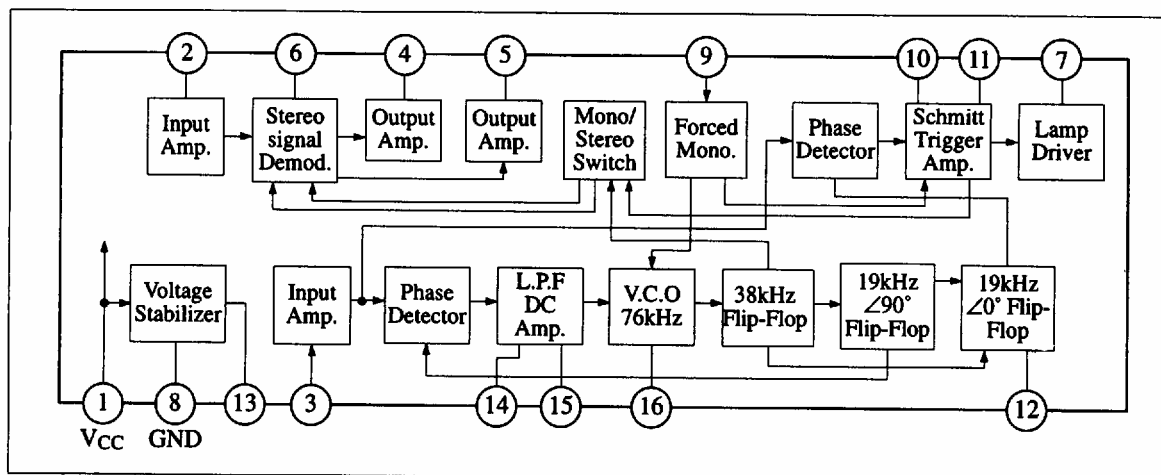 2 6 4 5 9 10 11 7
Input
Amp.
Stereo
signal
Demod.
Output
Amp.
Output
Amp.
Mono/
Stereo
Switch
Forced
Mono.
Phase
Detector
Schmitt
Trigger
Amp.
Lamp
Driver
Voltage
Stabilizer
Input
Amp.
Phase
Detector
L.P.F
DC
Amp.
V.C.O
76kHz
38kHz
Flip-Flop
19kHz
∠90°
Flip-Flop
19kHz
∠0° Flip-
Flop
1 8 13 3 14 15 16 12
VCC GND